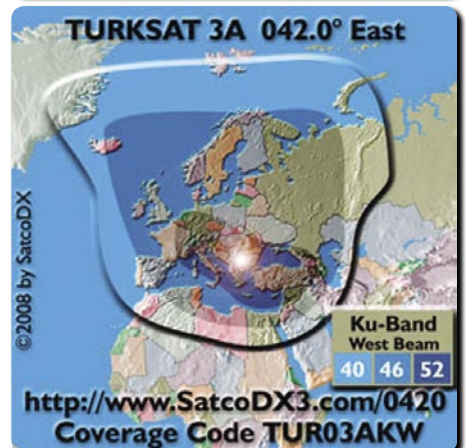 TURKSAT 3A 042.0° East
©2008 by SatcoDX
Ku-Band
West Beam
40 46 52
http://www.SatcoDX3.com/0420
Coverage Code TUR03AKW